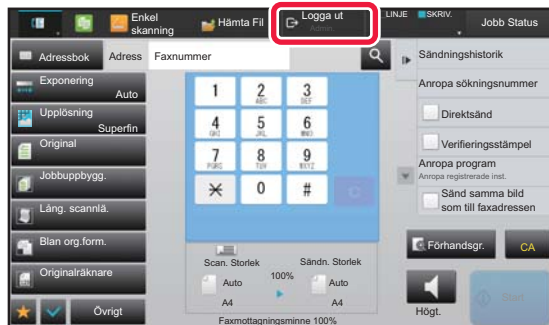 Enkel
skanning
Hämta Fil
Logga ut
Admin.
LINJE
SKRIV.
Jobb Status
Adressbok
Adress
Faxnummer
Sändningshistorik
Exponering
Auto
Upplösning
Superfin
Original
Jobbuppbygg.
Lång. scannlä.
Blan org.form.
Originalräknare
Övrigt
1
2
ABC
3
DEF
4
GHI
5
JKL
6
MNO
7
PQRS
8
TUV
9
WXYZ
0
#
C
Scan. Storlek
Auto
A4
100%
Sändn. Storlek
Auto
A4
Faxmottagningsminne 100%
Anropa sökningsnummer
Direktsänd
Verifieringsstämpel
Anropa program
Anropa registrerade inst.
Sänd samma bild
som till faxadressen
Förhandsgr.
CA
Högt.
Start